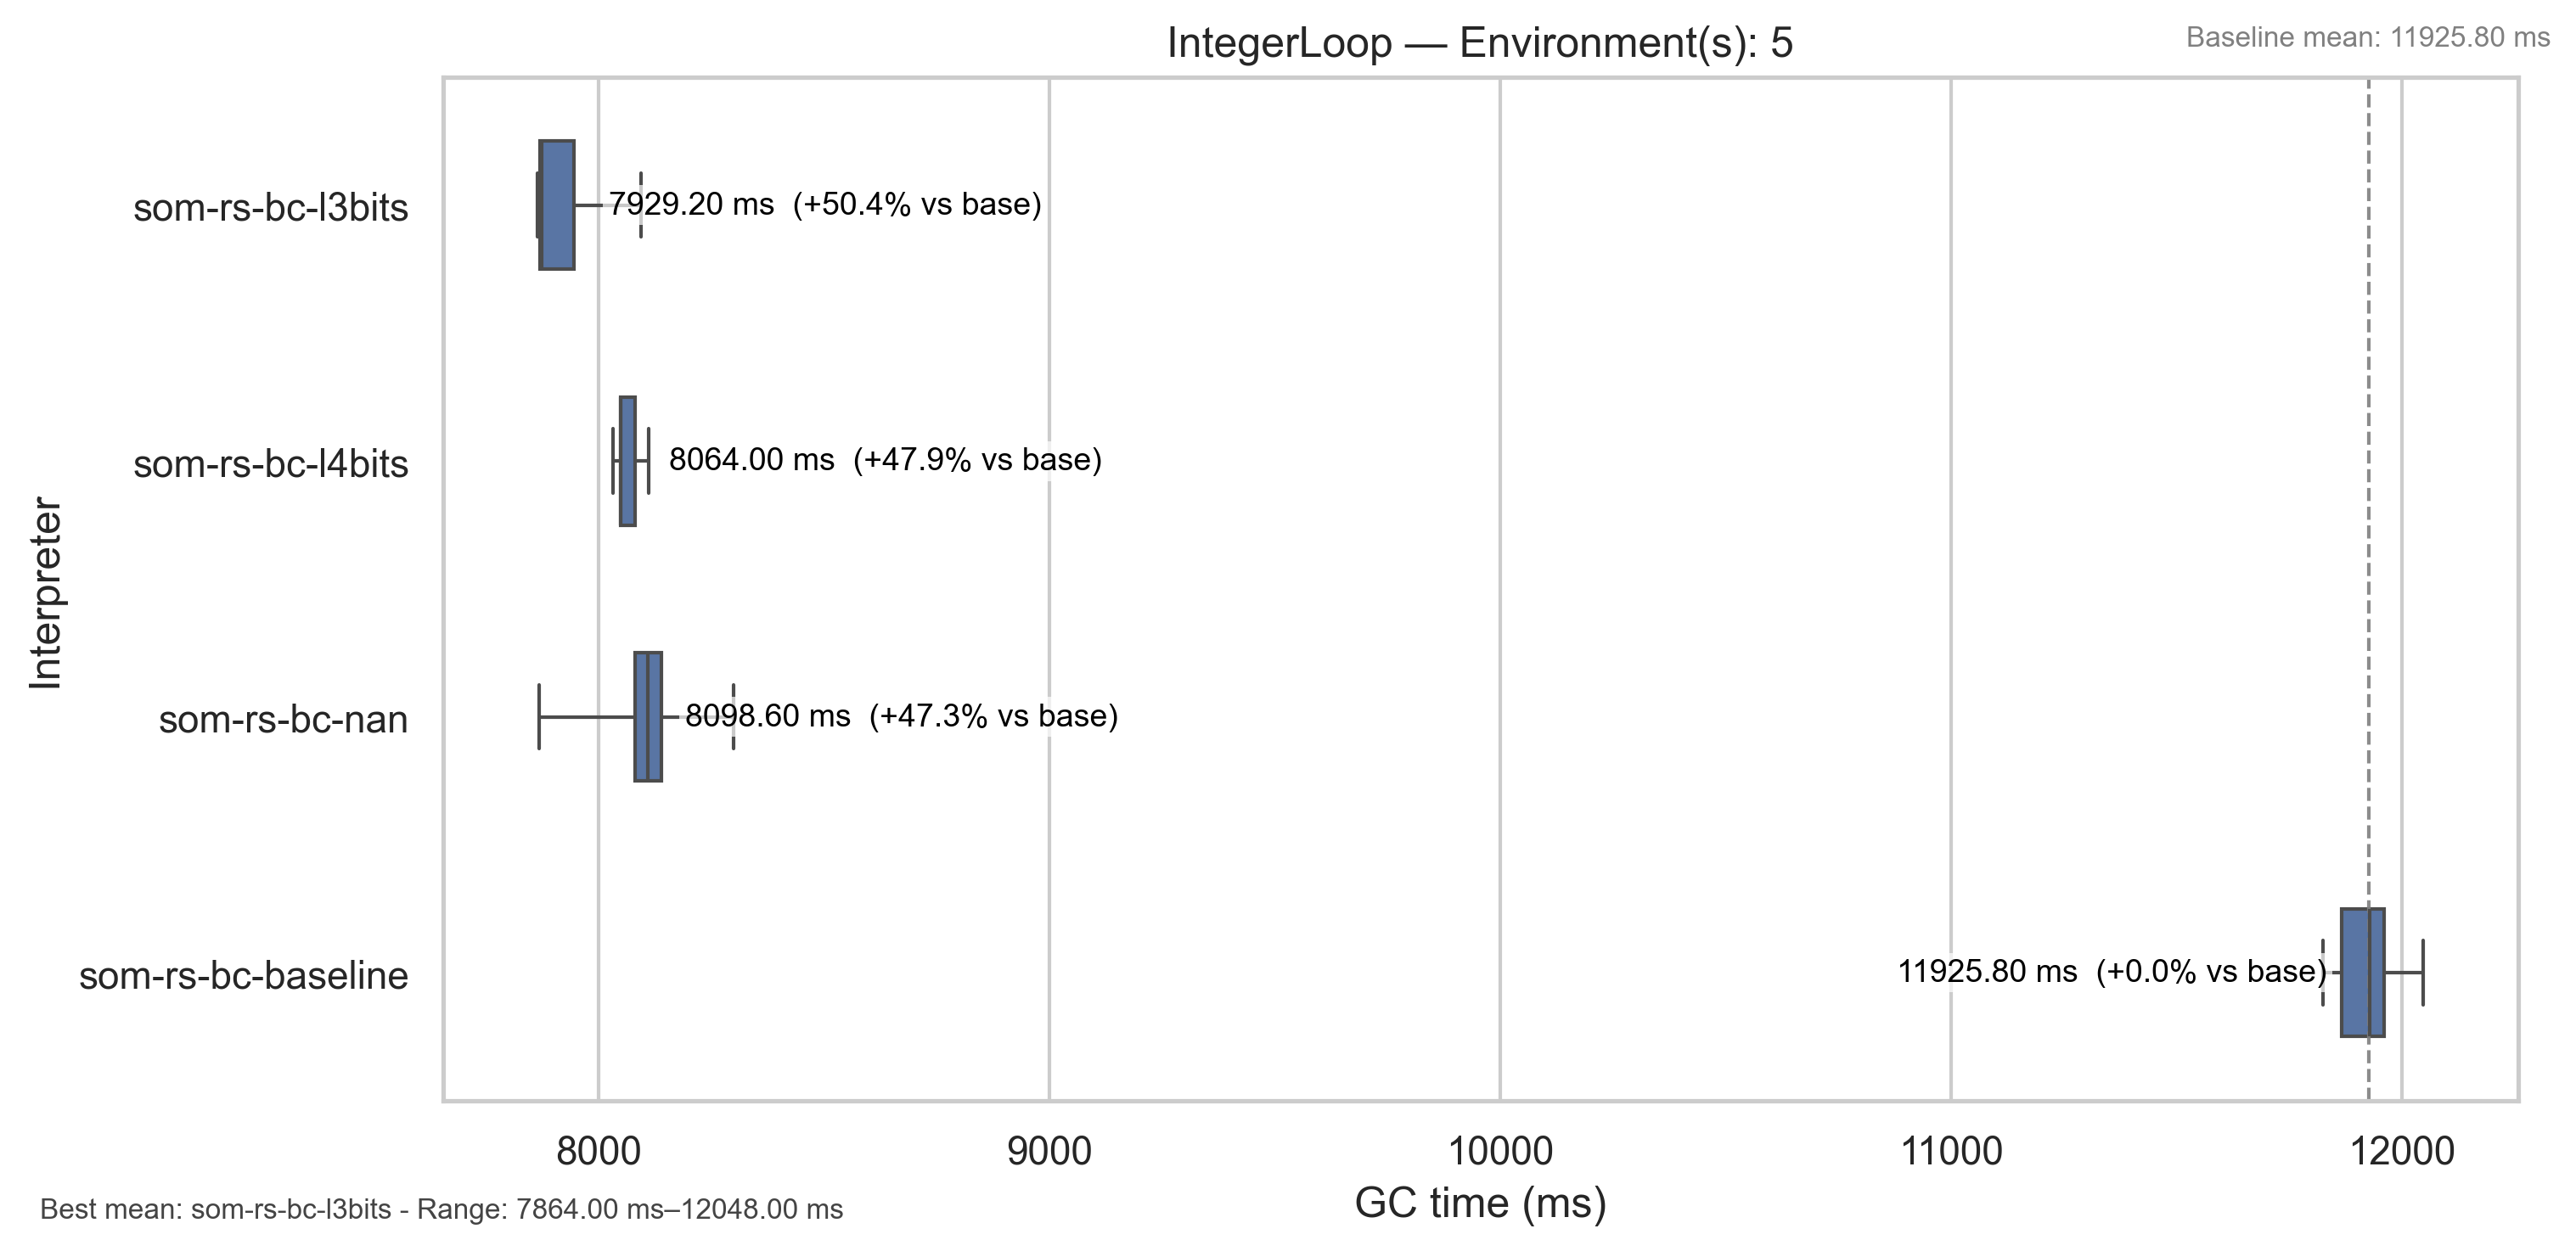 IntegerLoop — Environment(s): 5
Baseline mean: 11925.80 ms
som-rs-bc-l3bits
7929.20 ms  (+50.4% vs base)
som-rs-bc-l4bits
8064.00 ms  (+47.9% vs base)
som-rs-bc-nan
8098.60 ms  (+47.3% vs base)
som-rs-bc-baseline
11925.80 ms  (+0.0% vs base)
Interpreter
8000 9000 10000 11000 12000
GC time (ms)
Best mean: som-rs-bc-l3bits - Range: 7864.00 ms–12048.00 ms